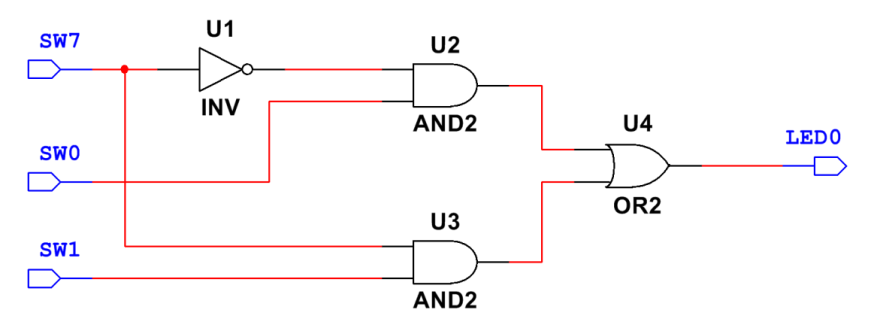 U1
SW7
U2
INV
AND2
U4
SW0
LED0
OR2
U3
SW1
AND2